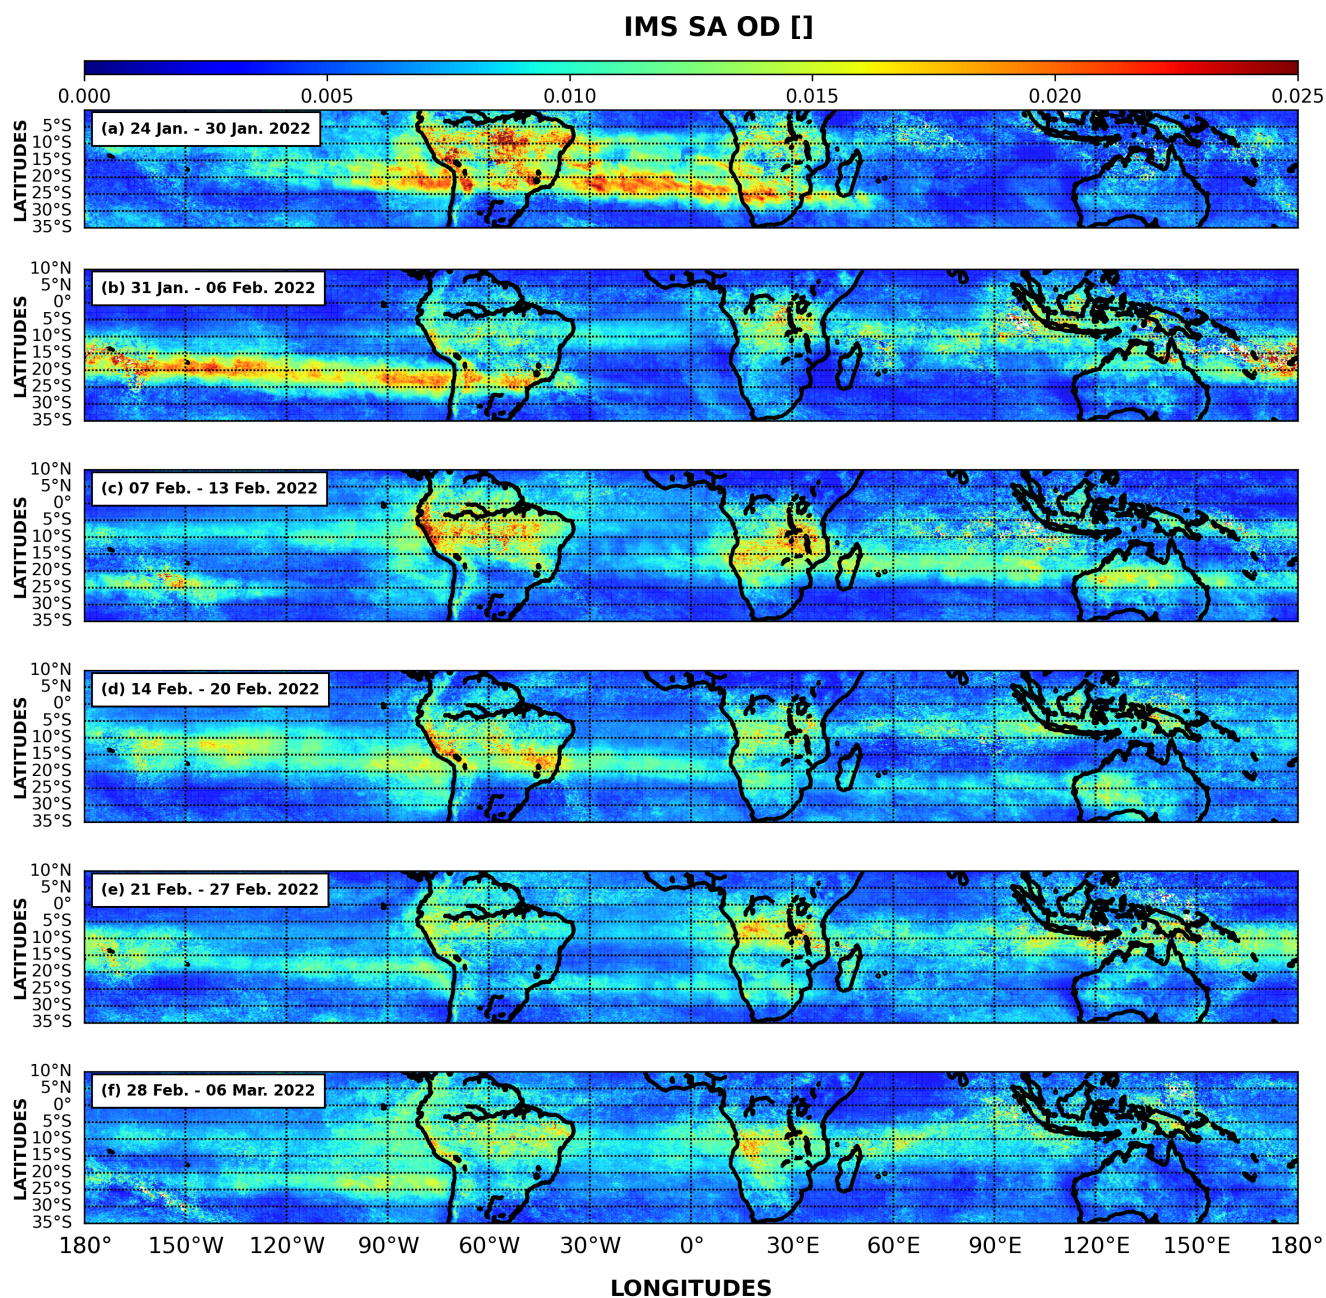 IMS SA OD []
0.000 0.005 0.010 0.015 0.020 0.025
(a) 24 Jan. - 30 Jan. 2022
LATITUDES
5°S
10°S
15°S
20°S
25°S
30°S
35°S
(b) 31 Jan. - 06 Feb. 2022
LATITUDES
10°N
5°N
0°
5°S
10°S
15°S
20°S
25°S
30°S
35°S
(c) 07 Feb. - 13 Feb. 2022
LATITUDES
10°N
5°N
0°
5°S
10°S
15°S
20°S
25°S
30°S
35°S
(d) 14 Feb. - 20 Feb. 2022
LATITUDES
10°N
5°N
0°
5°S
10°S
15°S
20°S
25°S
30°S
35°S
(e) 21 Feb. - 27 Feb. 2022
LATITUDES
10°N
5°N
0°
5°S
10°S
15°S
20°S
25°S
30°S
35°S
(f) 28 Feb. - 06 Mar. 2022
LATITUDES
10°N
5°N
0°
5°S
10°S
15°S
20°S
25°S
30°S
35°S
180° 150°W 120°W 90°W 60°W 30°W 0° 30°E 60°E 90°E 120°E 150°E 180°
LONGITUDES